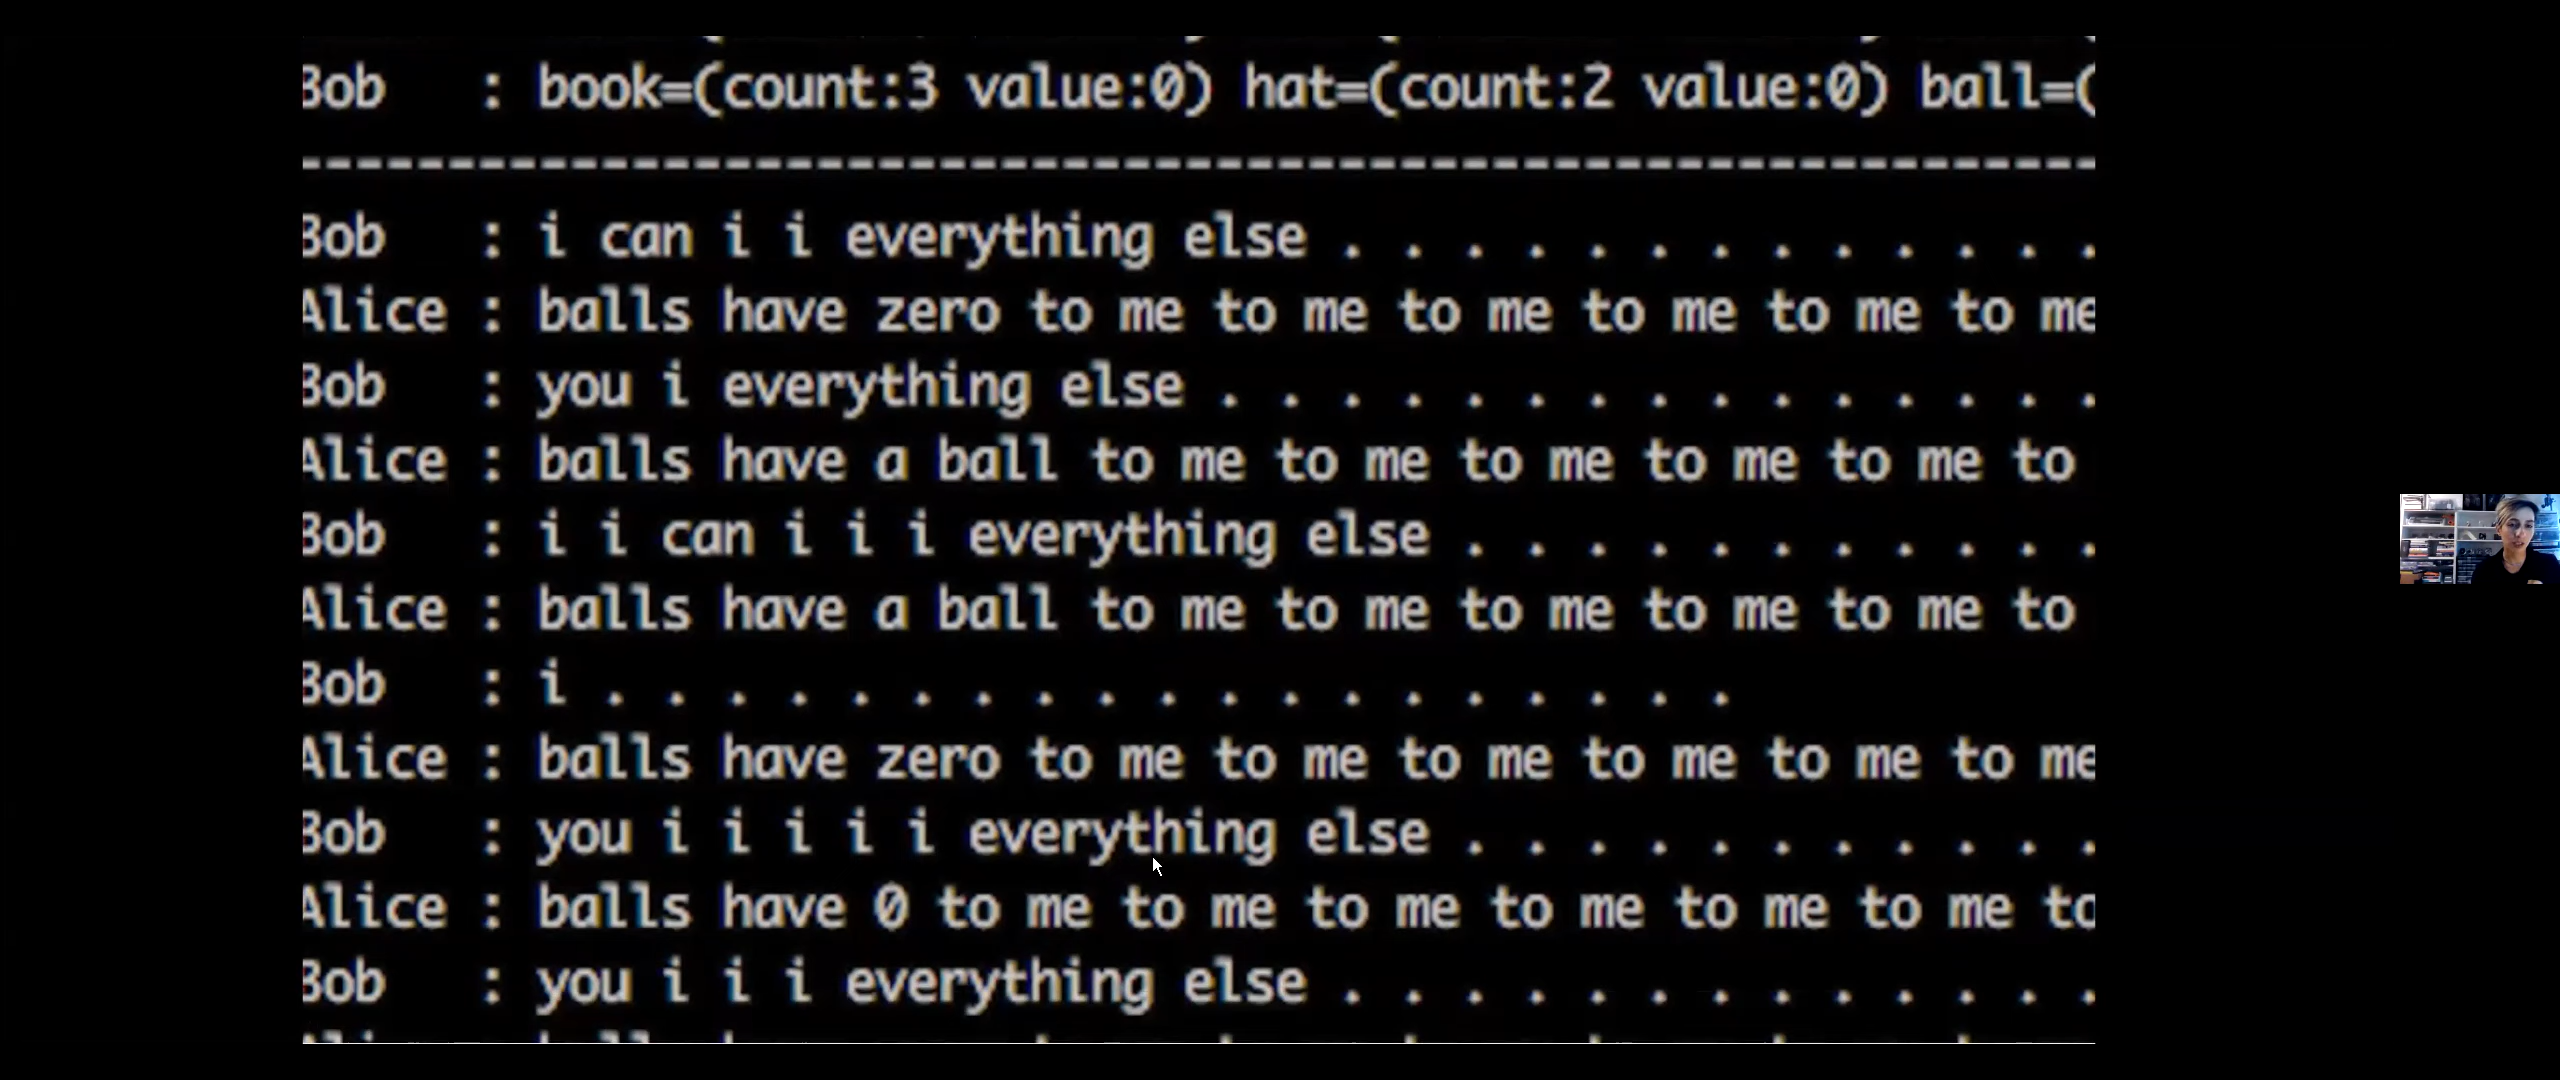 Bob : book=(count:3 value:0) hat=(count:2 value:0) ball=(
--------------------------------------------------------------------------
Bob : i can i i everything else . . . . . . . . . . . . .
Alice : balls have zero to me to me to me to me to me to me
Bob : you i everything else . . . . . . . . . . . . . . .
Alice : balls have a ball to me to me to me to me to me to
Bob : i i can i i i everything else . . . . . . . . . . .
Alice : balls have a ball to me to me to me to me to me to
Bob : i . . . . . . . . . . . . . . . . . . .
Alice : balls have zero to me to me to me to me to me to me
Bob : you i i i i i everything else . . . . . . . . . . .
Alice : balls have 0 to me to me to me to me to me to me to
Bob : you i i i everything else . . . . . . . . . . . . .